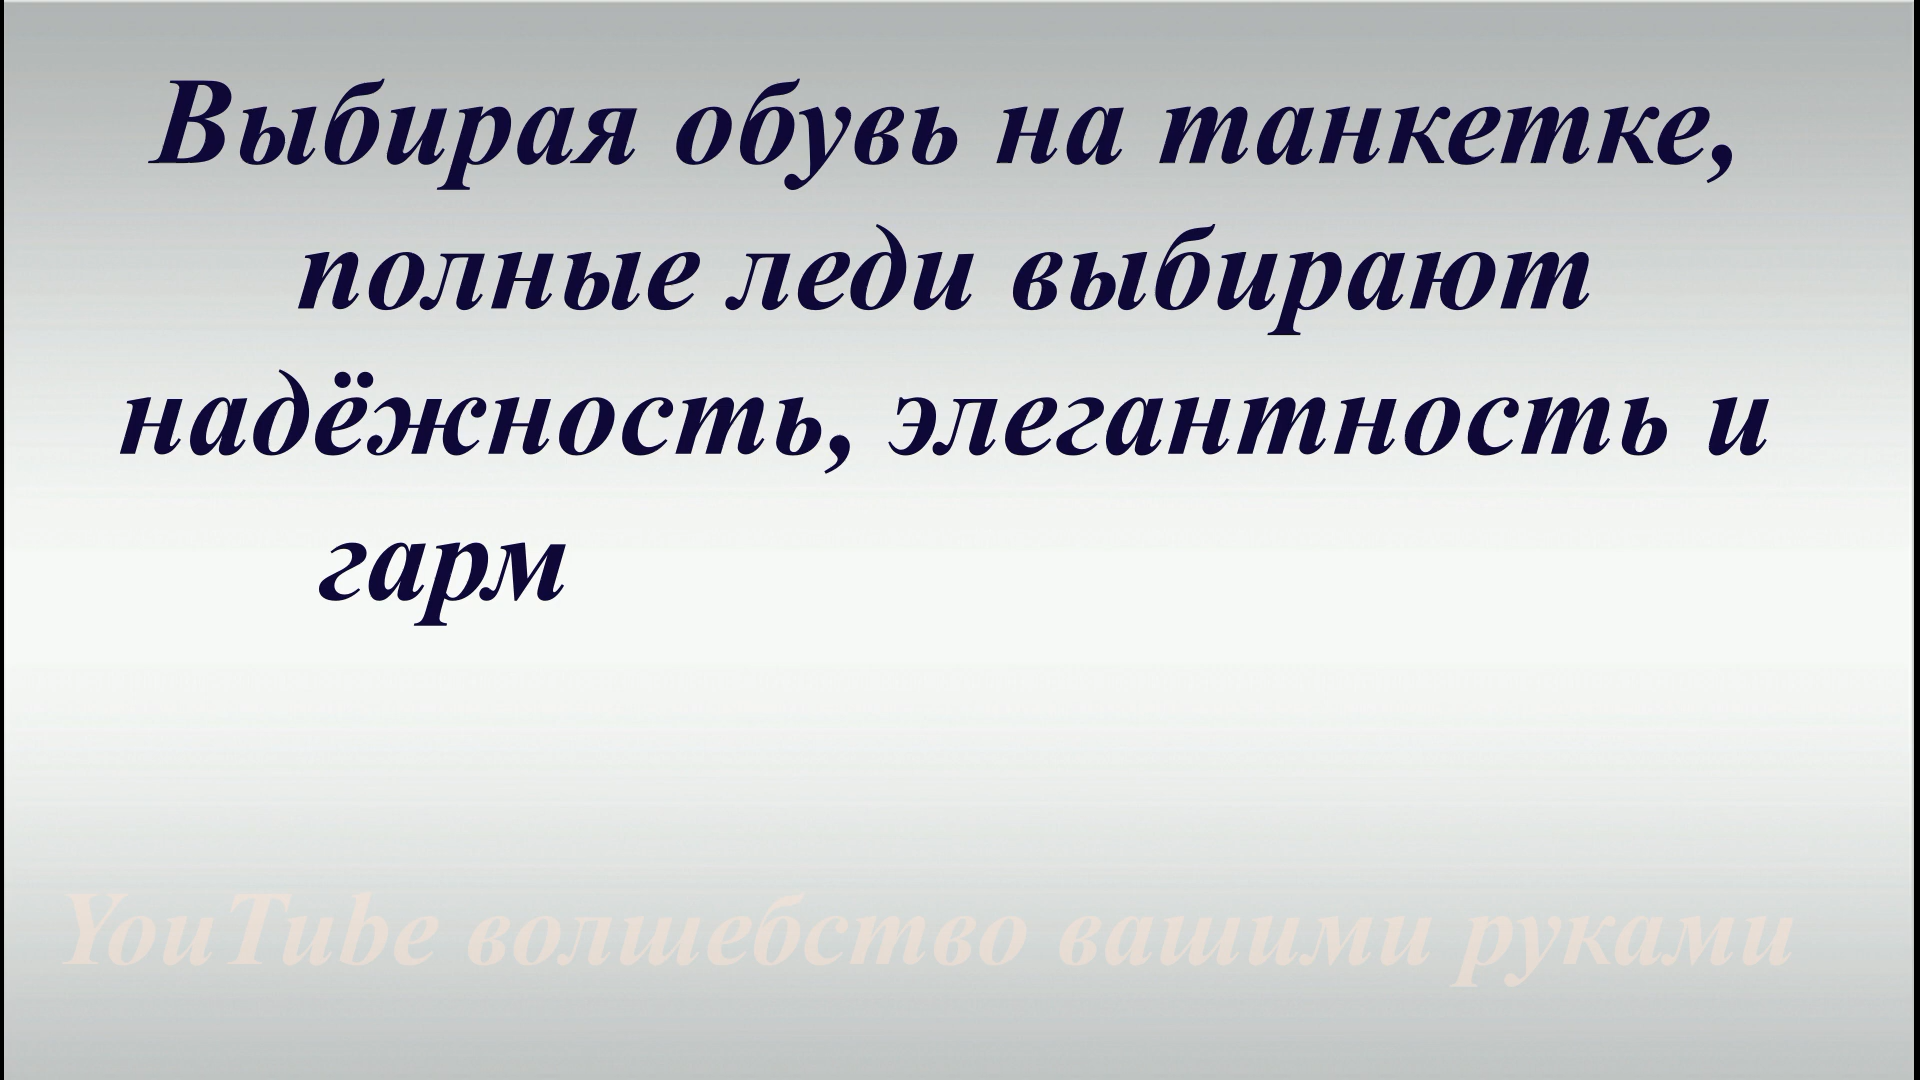 Выбирая обувь на танкетке,
полные леди выбирают
надёжность, элегантность и
гарм
YouTube волшебство вашими руками